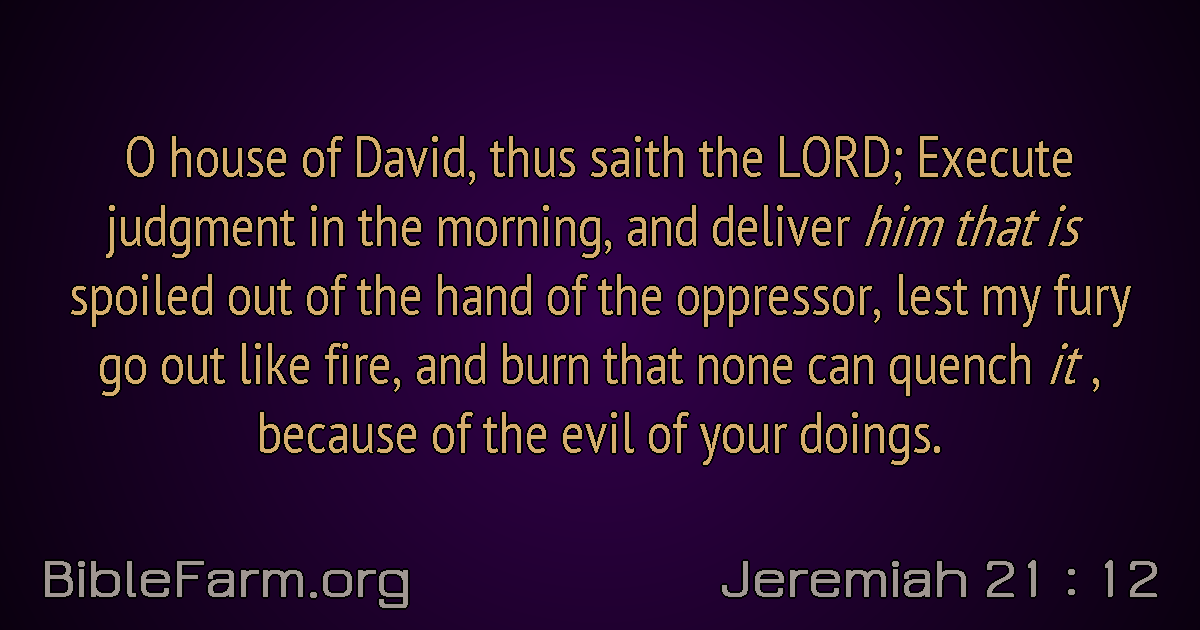 O house of David, thus saith the LORD; Execute
judgment in the morning, and deliver him that is
spoiled out of the hand of the oppressor, lest my fury
go out like fire, and burn that none can quench it ,
because of the evil of your doings.
BibleFarm.org
Jeremiah 21 : 12